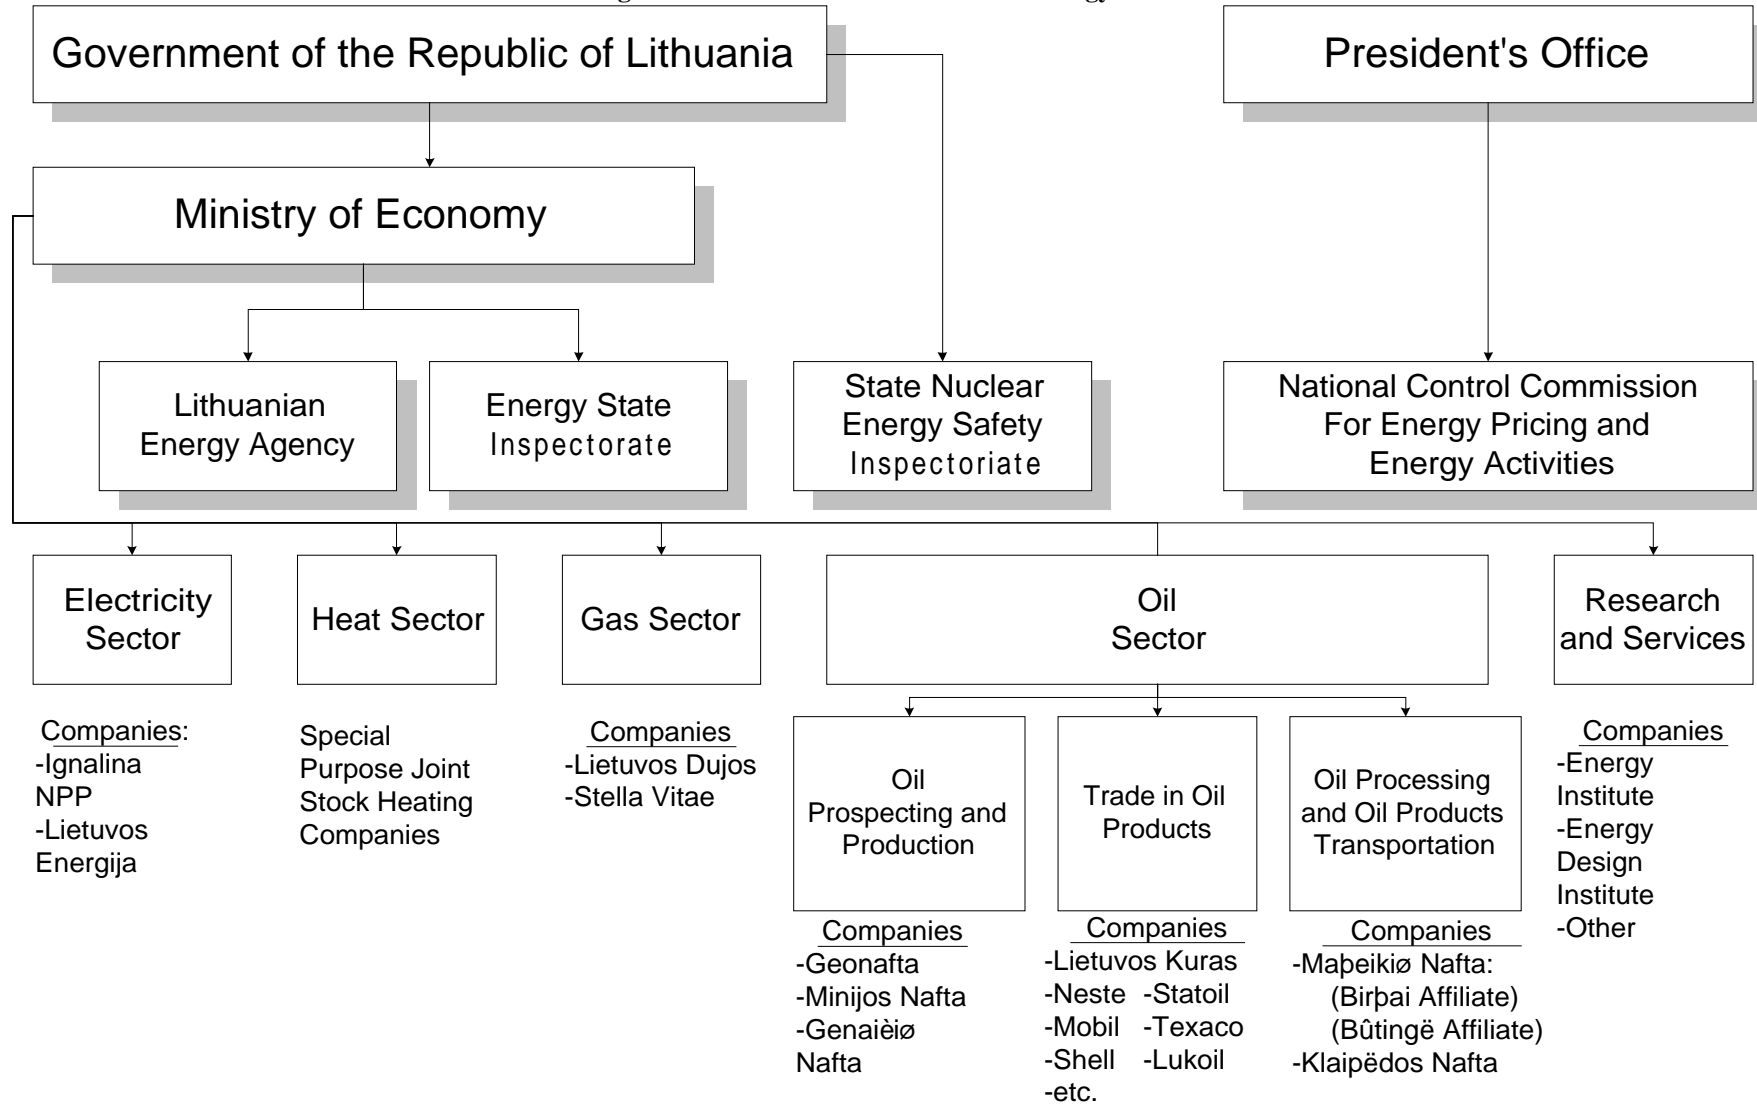 Government of the Republic of Lithuania
President's Office
Ministry of Economy
Lithuanian
Energy Agency
Energy State
Inspectorate
State Nuclear
Energy Safety
Inspectoriate
National Control Commission
For Energy Pricing and
Energy Activities
Electricity
Sector
Heat Sector
Gas Sector
Oil
Sector
Research
and Services
Companies:
-Ignalina
NPP
-Lietuvos
Energija
Special
Purpose Joint
Stock Heating
Companies
Companies
-Lietuvos Dujos
-Stella Vitae
Oil
Prospecting and
Production
Trade in Oil
Products
Oil Processing
and Oil Products
Transportation
Companies
-Energy
Institute
-Energy
Design
Institute
-Other
Companies
-Geonafta
-Minijos Nafta
-Genaièiø
Nafta
Companies
-Lietuvos Kuras
-Neste -Statoil
-Mobil -Texaco
-Shell -Lukoil
-etc.
Companies
-Maþeikiø Nafta:
(Birþai Affiliate)
(Bûtingë Affiliate)
-Klaipëdos Nafta